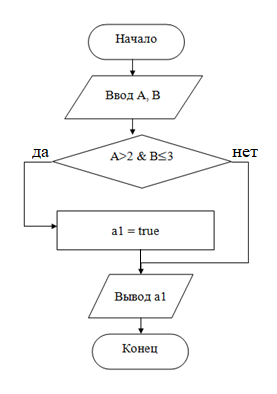 Начало
Ввод A, B
A>2 & B≤3
да
нет
a1 = true
Вывод a1
Конец